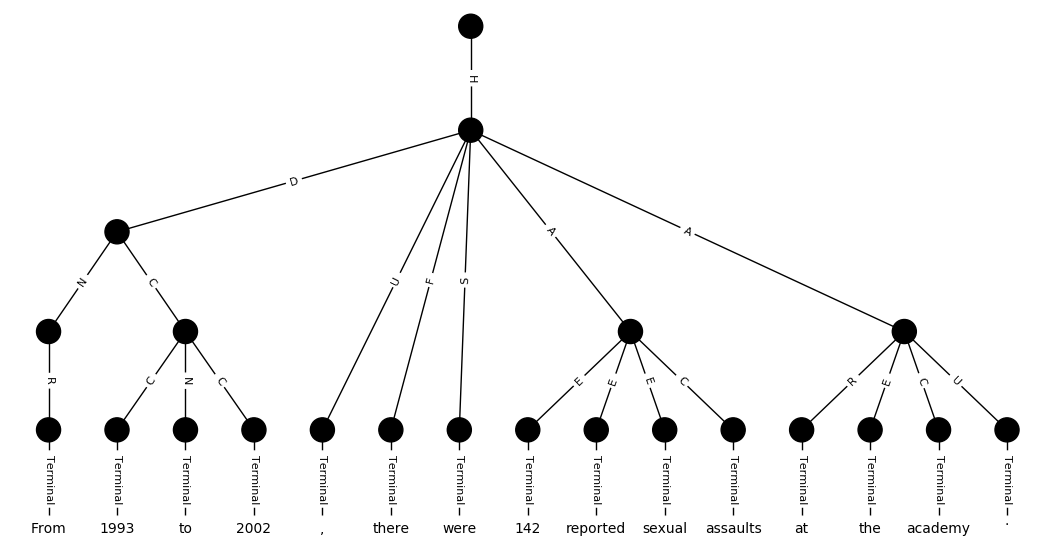 H
D
U
F
S
A
A
N
C
R
C
N
C
E
E
E
C
R
E
C
U
Terminal Terminal Terminal Terminal Terminal Terminal Terminal Terminal Terminal Terminal Terminal Terminal Terminal Terminal Terminal
From 1993 to 2002 , there were 142 reported sexual assaults at the academy .